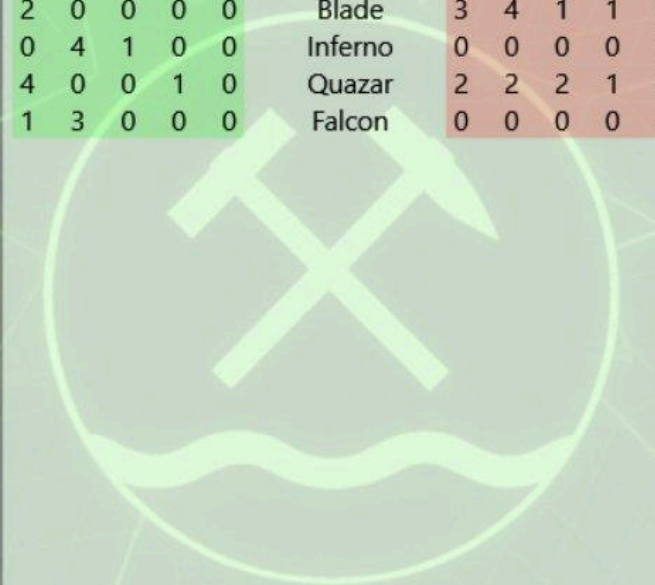 2 0 0 0 0 Blade 3 4 1 1
0 4 1 0 0 Inferno 0 0 0 0
4 0 0 1 0 Quazar 2 2 2 1
1 3 0 0 0 Falcon 0 0 0 0